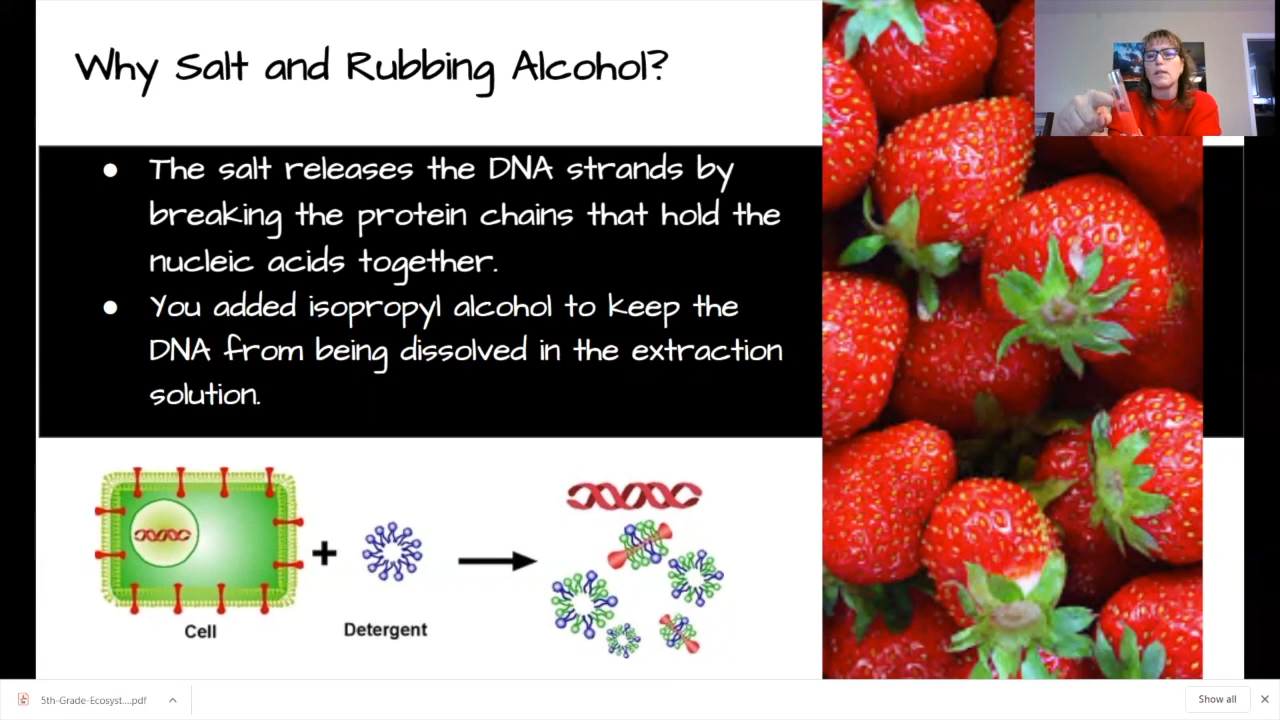 Why Salt and Rubbing Alcohol?
● The salt releases the DNA strands by
breaking the protein chains that hold the
nucleic acids together.
● You added isopropyl alcohol to keep the
DNA from being dissolved in the extraction
solution.
+
Cell
Detergent
5th-Grade-Ecosyst....pdf
Show all